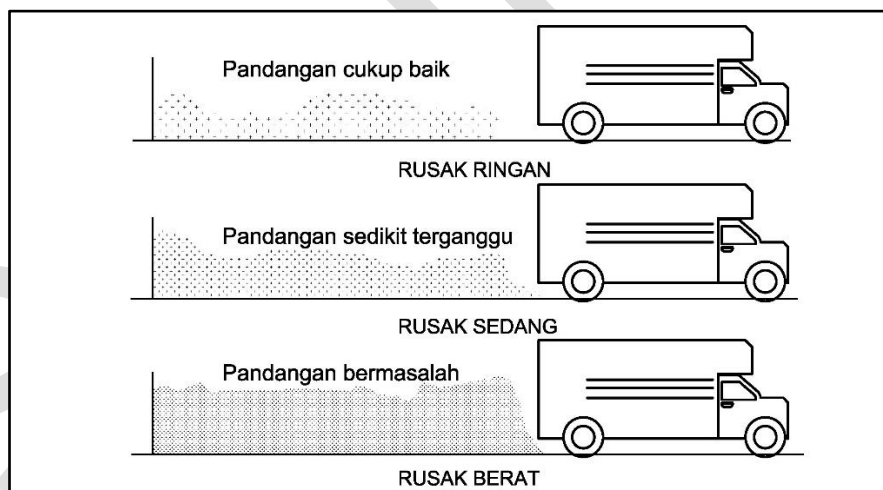 Pandangan cukup baik
RUSAK RINGAN
Pandangan sedikit terganggu
RUSAK SEDANG
Pandangan bermasalah
RUSAK BERAT